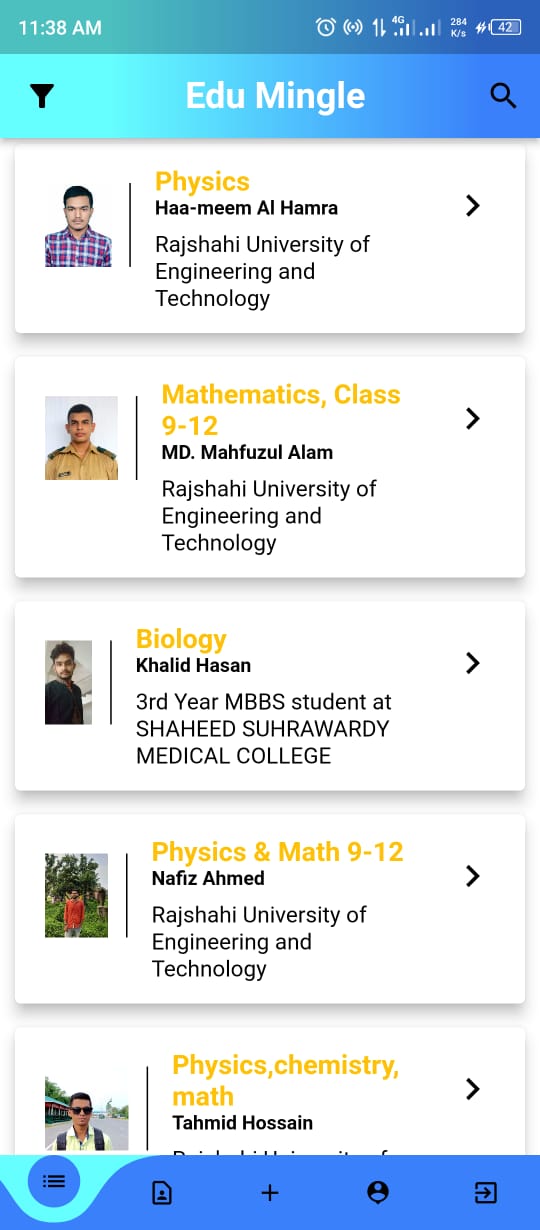 11:38 AM
4G
284
K/s
42
Edu Mingle
Physics
Haa-meem Al Hamra
Rajshahi University of
Engineering and
Technology
Mathematics, Class
9-12
MD. Mahfuzul Alam
Rajshahi University of
Engineering and
Technology
Biology
Khalid Hasan
3rd Year MBBS student at
SHAHEED SUHRAWARDY
MEDICAL COLLEGE
Physics & Math 9-12
Nafiz Ahmed
Rajshahi University of
Engineering and
Technology
Physics,chemistry,
math
Tahmid Hossain